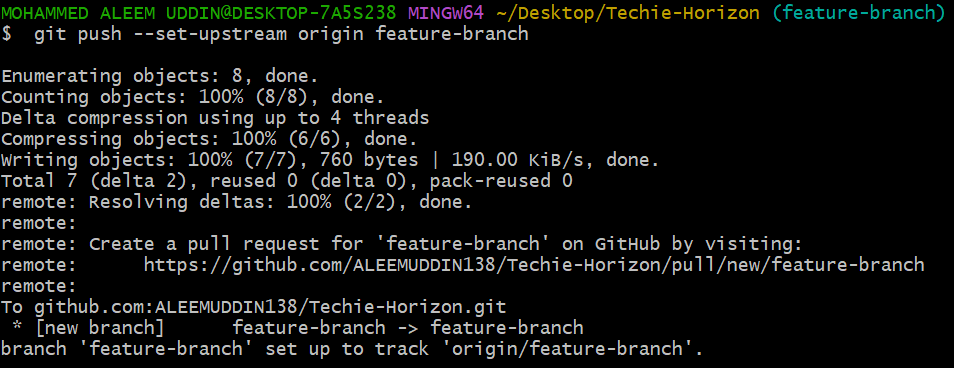 MOHAMMED ALEEM UDDIN@DESKTOP-7A5S238 MINGW64 ~/Desktop/Techie-Horizon (feature-branch)
$  git push --set-upstream origin feature-branch
Enumerating objects: 8, done.
Counting objects: 100% (8/8), done.
Delta compression using up to 4 threads
Compressing objects: 100% (6/6), done.
Writing objects: 100% (7/7), 760 bytes | 190.00 KiB/s, done.
Total 7 (delta 2), reused 0 (delta 0), pack-reused 0
remote: Resolving deltas: 100% (2/2), done.
remote:
remote: Create a pull request for 'feature-branch' on GitHub by visiting:
remote:      https://github.com/ALEEMUDDIN138/Techie-Horizon/pull/new/feature-branch
remote:
To github.com:ALEEMUDDIN138/Techie-Horizon.git
 * [new branch]      feature-branch -> feature-branch
branch 'feature-branch' set up to track 'origin/feature-branch'.